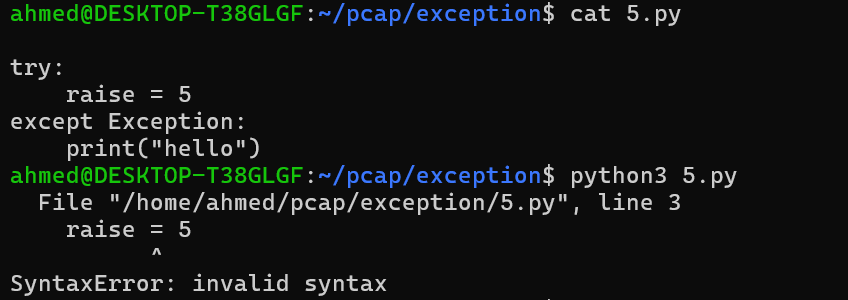 ahmed@DESKTOP-T38GLGF:~/pcap/exception$ cat 5.py

try:
    raise = 5
except Exception:
    print("hello")
ahmed@DESKTOP-T38GLGF:~/pcap/exception$ python3 5.py
  File "/home/ahmed/pcap/exception/5.py", line 3
    raise = 5
          ^
SyntaxError: invalid syntax